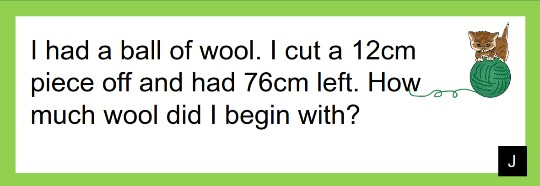 I had a ball of wool. I cut a 12cm
piece off and had 76cm left. How
much wool did I begin with?
J